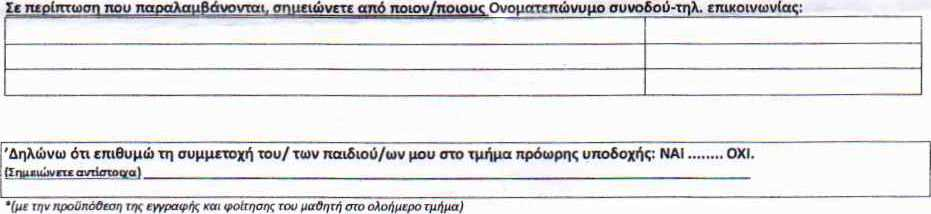 Σε περίπτωση που παραλαμβάνονται, σημειώνετε από ποιον/ποιους Ονοματεπώνυμο συνοδού-τηλ. επικοινωνίας:
'Δηλώνω ότι επιθυμώ τη συμμετοχή του/ των παιδιού/ων μου στο τμήμα πρόωρης υποδοχής: ΝΑΙ ........ ΟΧΙ.
(Σημειώνετε αντίστοιχα)
*(με την προϋπόθεση της εγγραφής και φοίτησης του μαθητή στο ολοήμερο τμήμα)